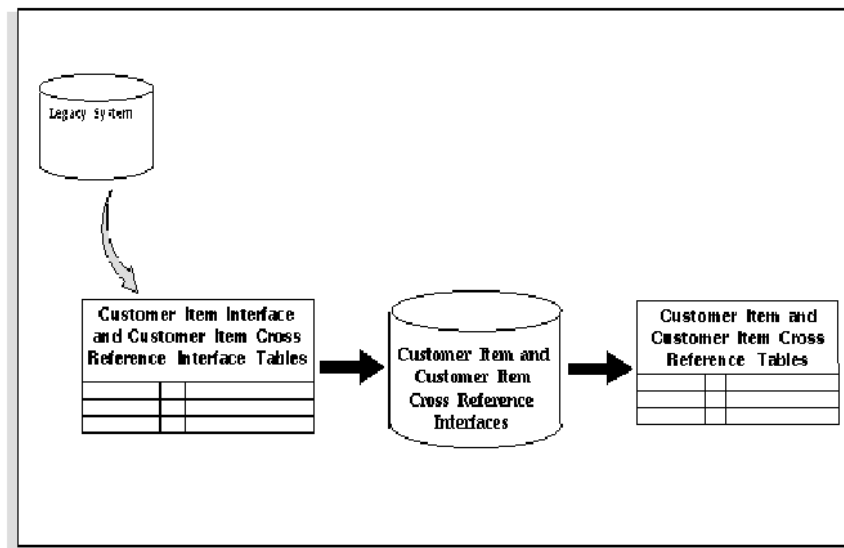 Legacy System
Customer Item Interface
and Customer Item Cross
Reference Interface Tables
Customer Item and
Customer Item
Cross Reference
Interfaces
Customer Item and
Customer Item Cross
Reference Tables